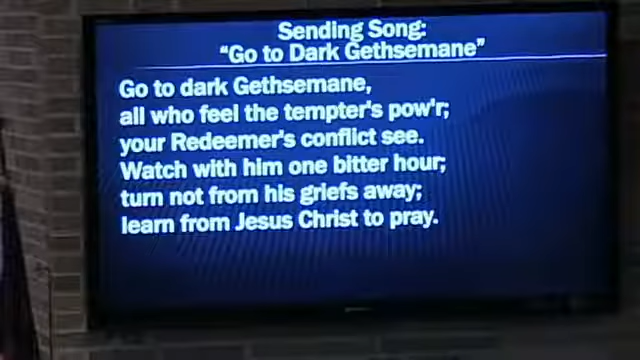 Sending Song:
“Go to Dark Gethsemane”
Go to dark Gethsemane,
all who feel the tempter's pow'r;
your Redeemer's conflict see.
Watch with him one bitter hour;
turn not from his griefs away;
learn from Jesus Christ to pray.